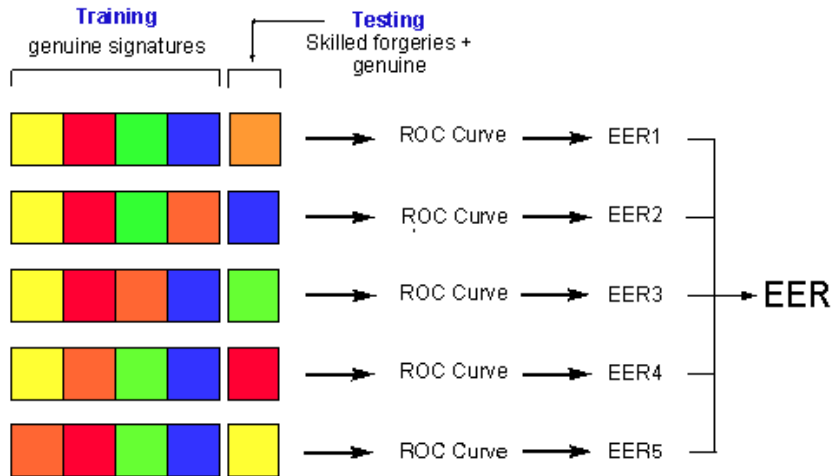 Training
genuine signatures
Testing
Skilled forgeries +
genuine
ROC Curve
EER1
ROC Curve
EER2
ROC Curve
EER3
ROC Curve
EER4
ROC Curve
EER5
EER